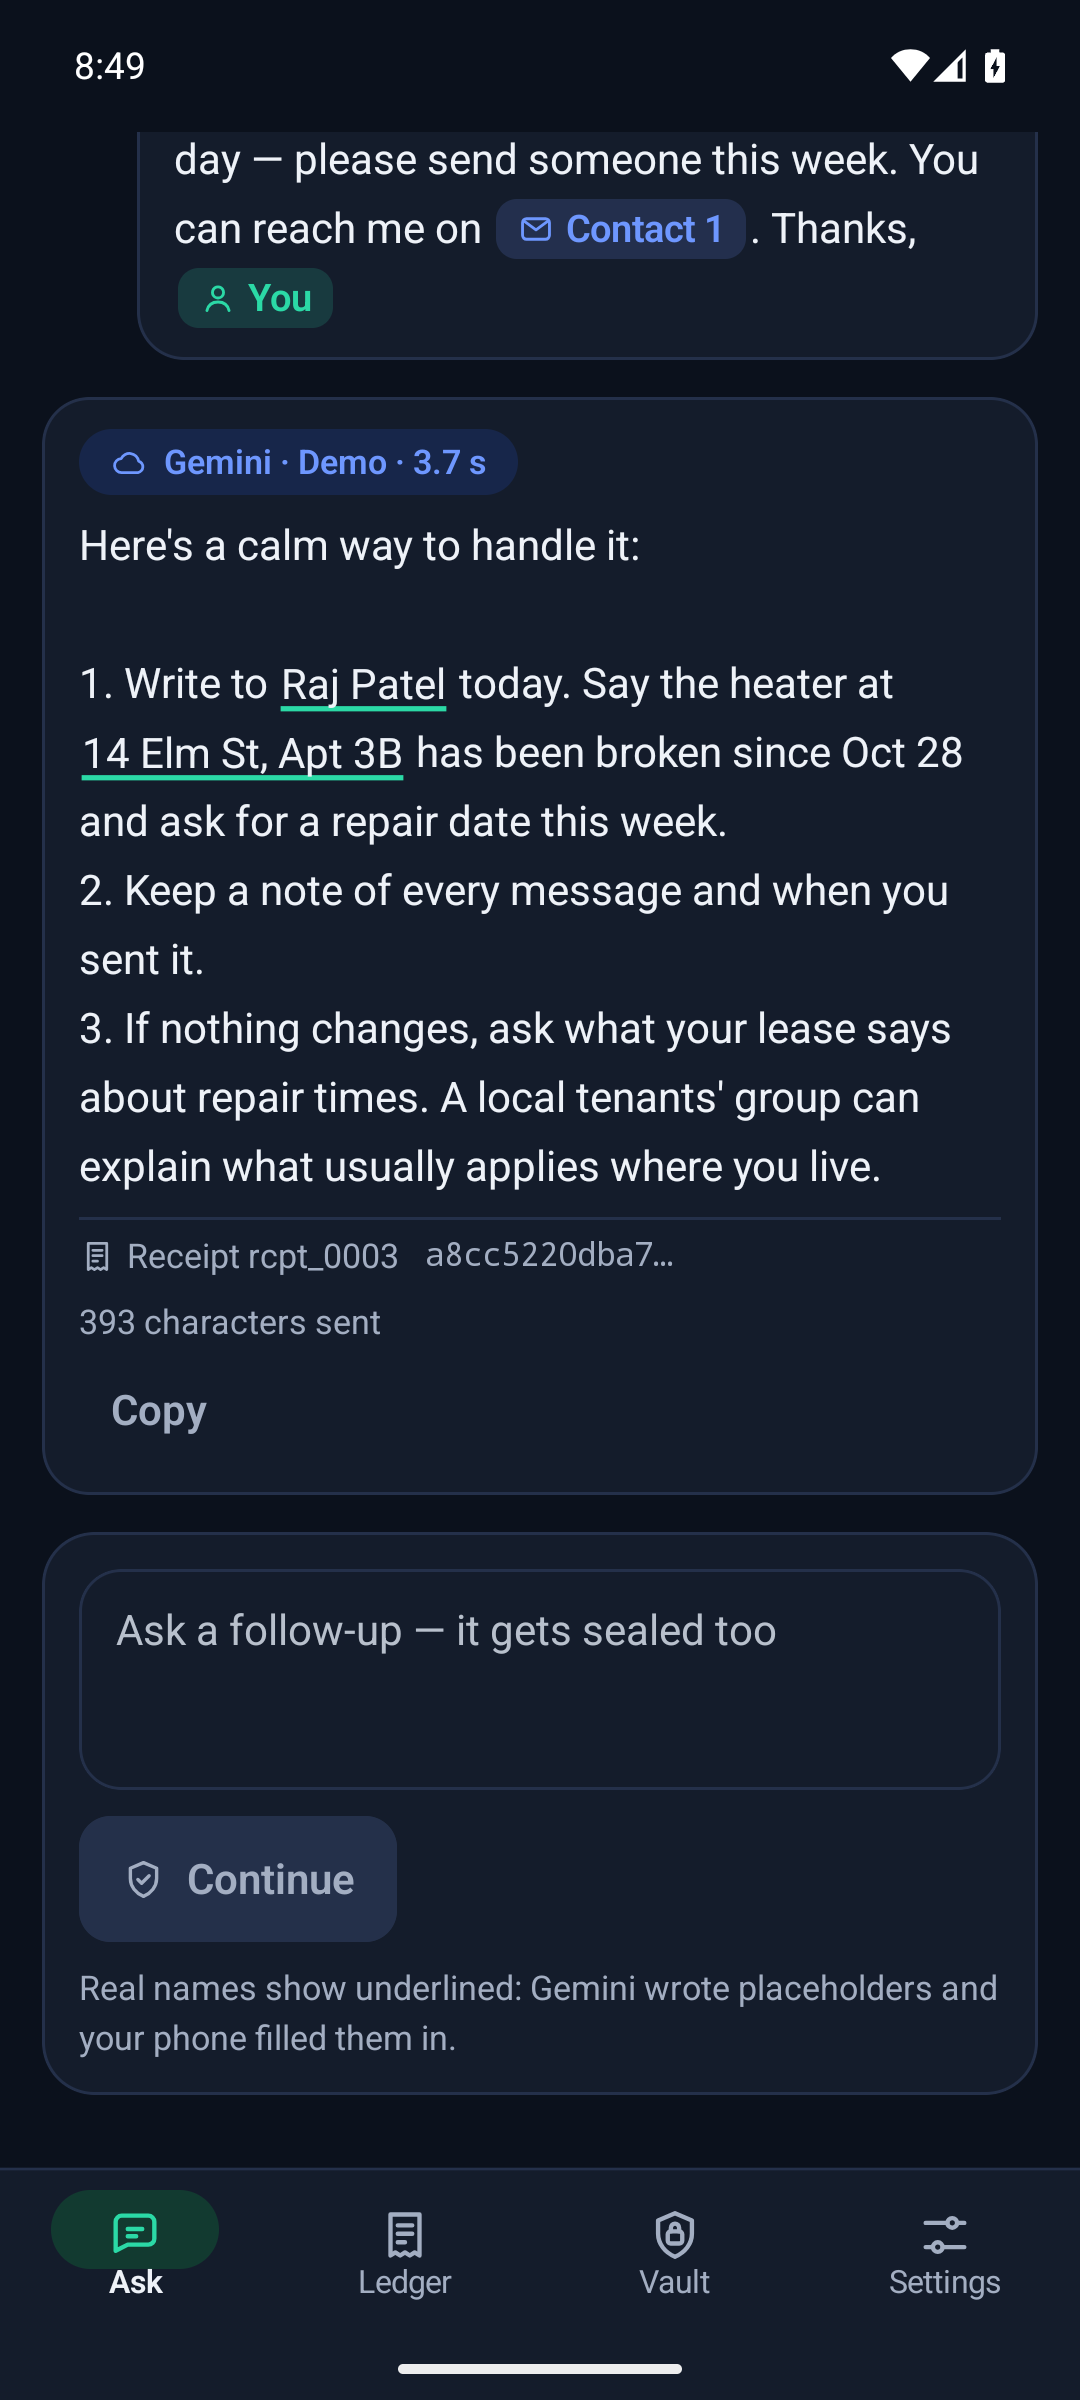 8:49
day — please send someone this week. You
can reach me on Contact 1 . Thanks,
You
Gemini · Demo · 3.7 s
Here's a calm way to handle it:
1. Write to Raj Patel today. Say the heater at
14 Elm St, Apt 3B has been broken since Oct 28
and ask for a repair date this week.
2. Keep a note of every message and when you
sent it.
3. If nothing changes, ask what your lease says
about repair times. A local tenants' group can
explain what usually applies where you live.
Receipt rcpt_0003 a8cc5220dba7…
393 characters sent
Copy
Ask a follow-up — it gets sealed too
Continue
Real names show underlined: Gemini wrote placeholders and
your phone filled them in.
Ask Ledger Vault Settings